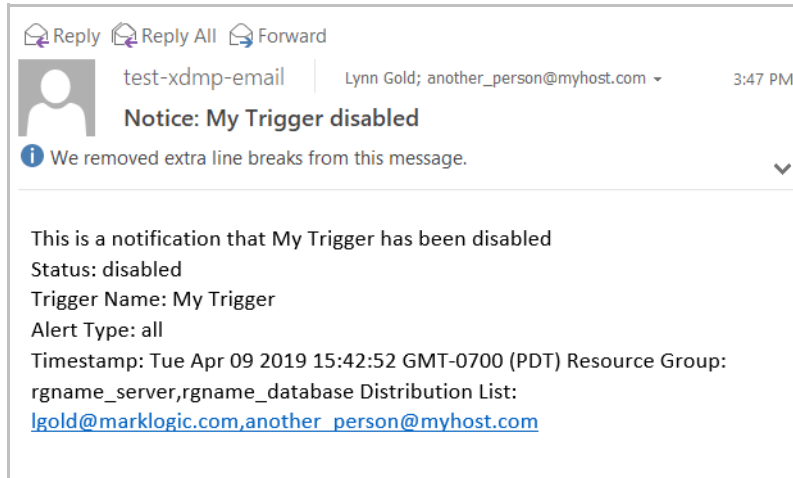 Reply Reply All Forward
test-xdmp-email Lynn Gold; another_person@myhost.com 3:47 PM
Notice: My Trigger disabled
We removed extra line breaks from this message.
This is a notification that My Trigger has been disabled
Status: disabled
Trigger Name: My Trigger
Alert Type: all
Timestamp: Tue Apr 09 2019 15:42:52 GMT-0700 (PDT) Resource Group:
rgname_server,rgname_database Distribution List:
lgold@marklogic.com,another_person@myhost.com